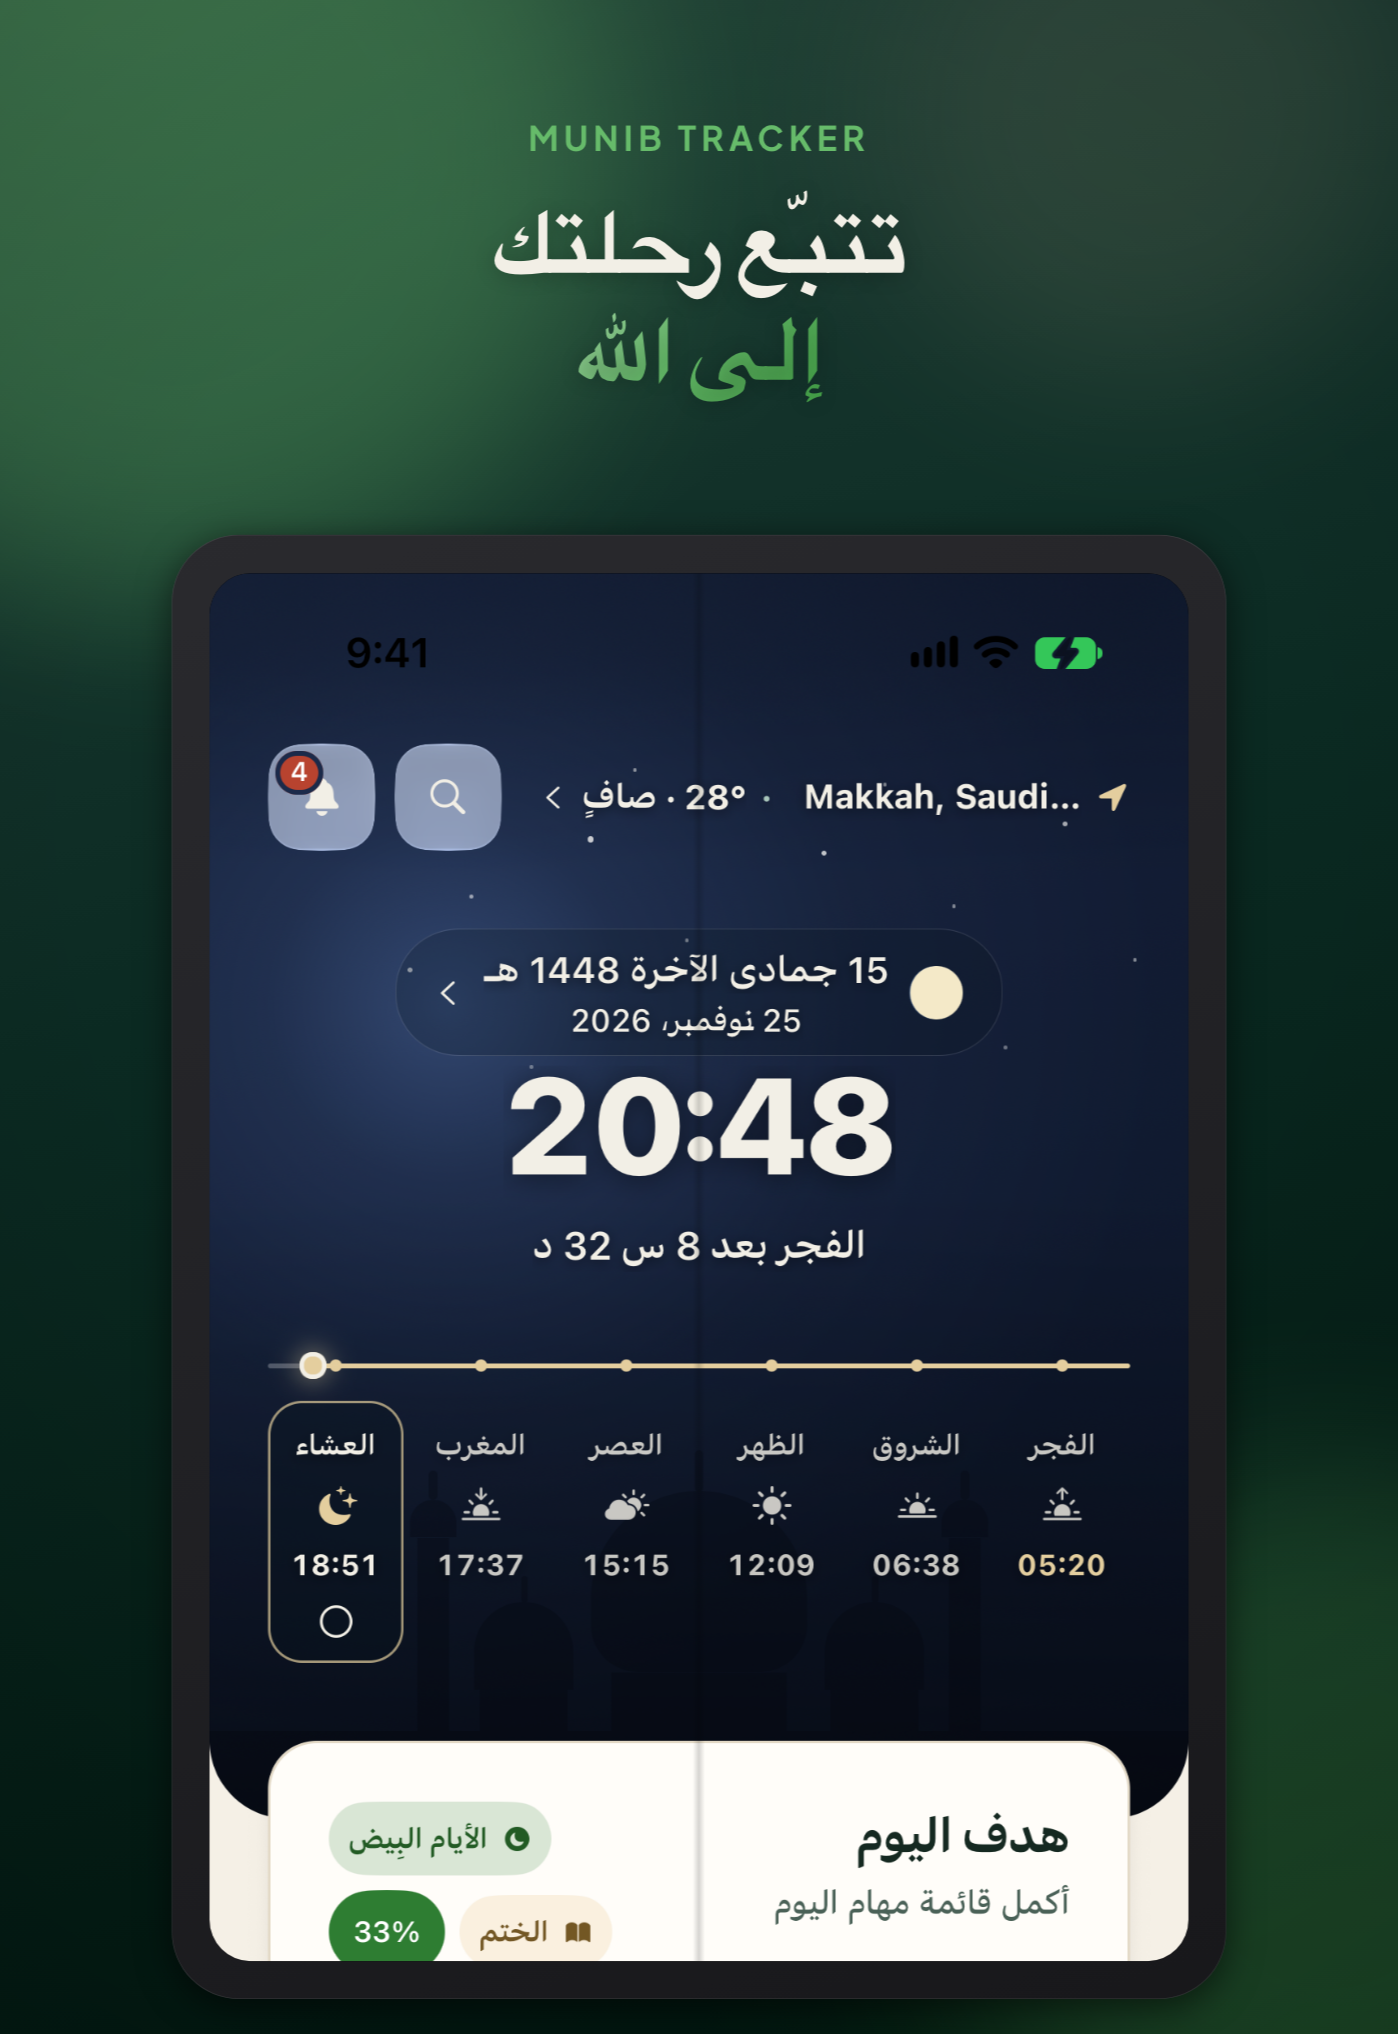 MUNIB TRACKER
تتبّع رحلتك
إلى الله
9:41
Makkah, Saudi... · 28° · صافٍ
4
15 جمادى الآخرة 1448 هـ
25 نوفمبر، 2026
20:48
الفجر بعد 8 س 32 د
الفجر الشروق الظهر العصر المغرب العشاء
05:20 06:38 12:09 15:15 17:37 18:51
هدف اليوم
الأيام البِيض
أكمل قائمة مهام اليوم
الختم
33%